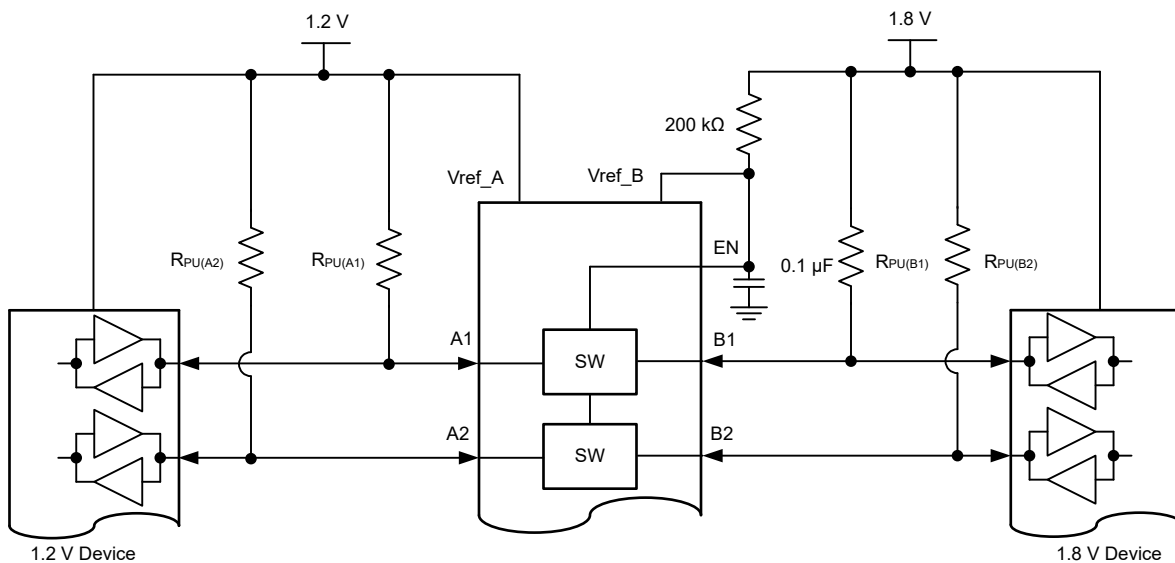 1.2 V
1.8 V
200 kΩ
Vref_A
Vref_B
EN
RPU(A2)
RPU(A1)
0.1 µF
RPU(B1)
RPU(B2)
A1
SW
B1
A2
SW
B2
1.2 V Device
1.8 V Device